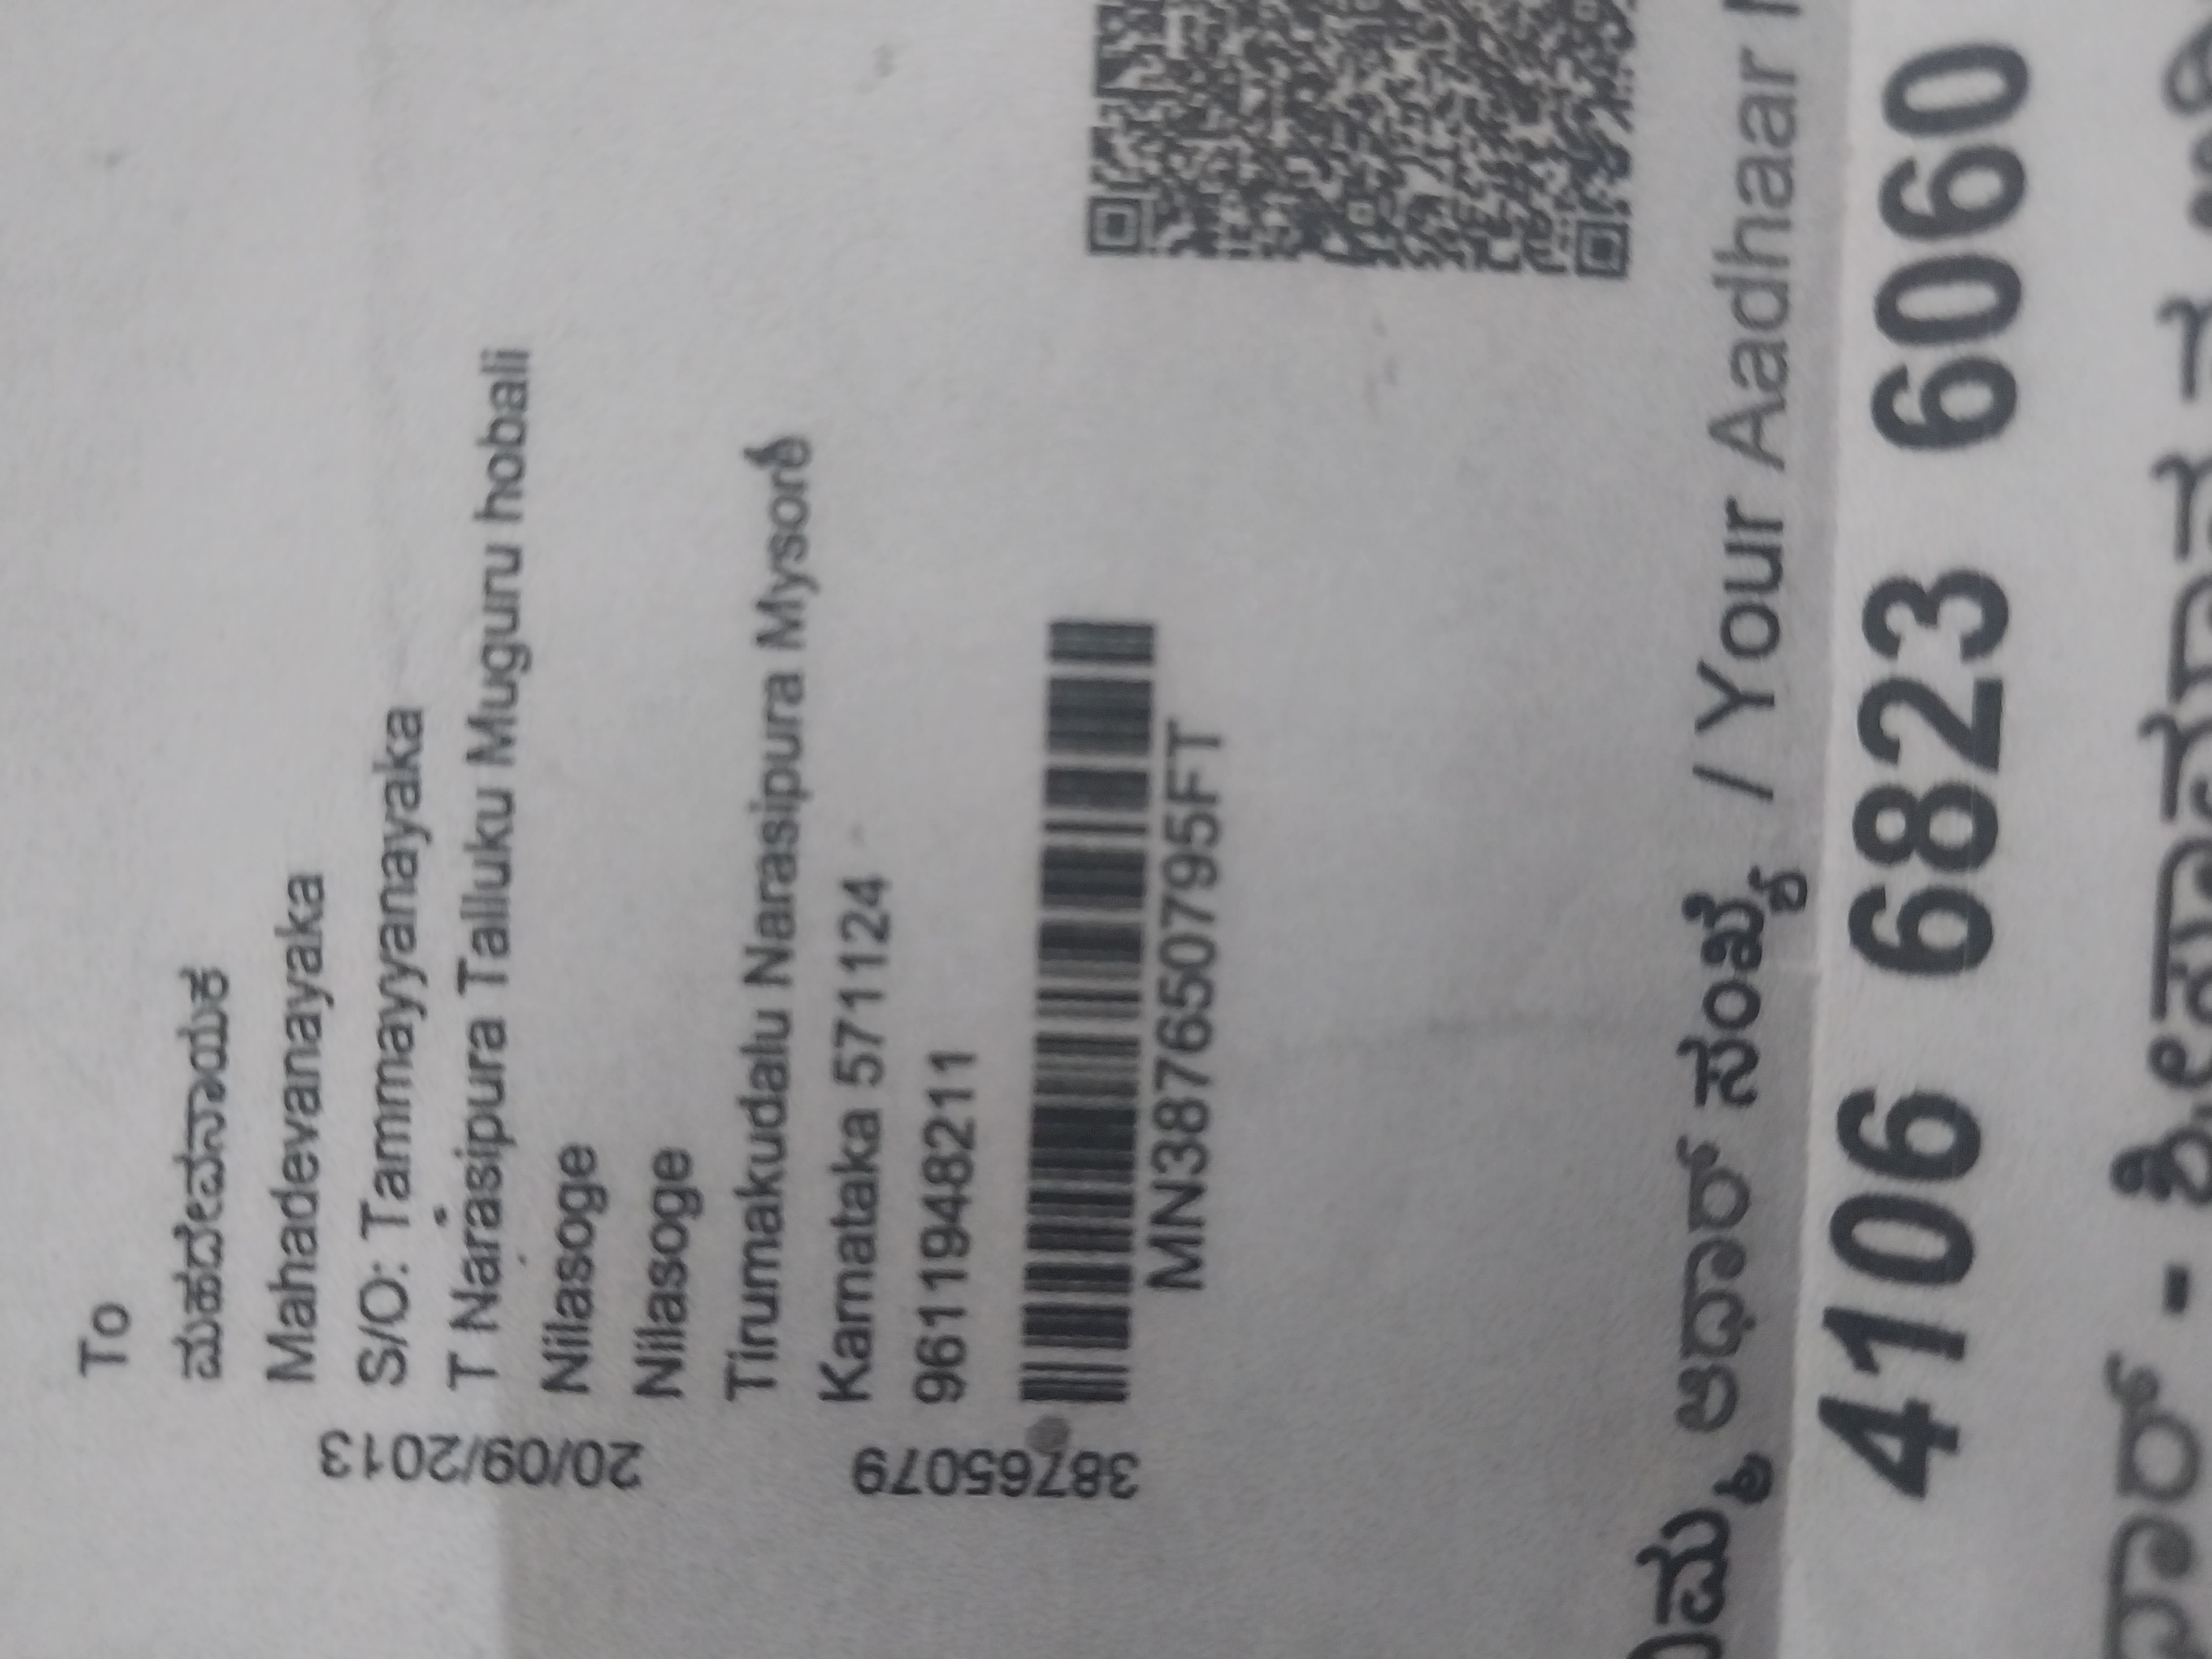 To
ಮಹದೇವನಾಯಕ
Mahadevanayaka
S/O: Tammayyanayaka
T Narasipura Talluku Muguru hobali
Nilasoge
Nilasoge
Tirumakudalu Narasipura Mysore
Karnataka 571124
9611948211
MN387650795FT
20/09/2013
38765079
ಆಧಾರ್ ಸಂಖ್ಯೆ / Your Aadhaar
4106 6823 6060